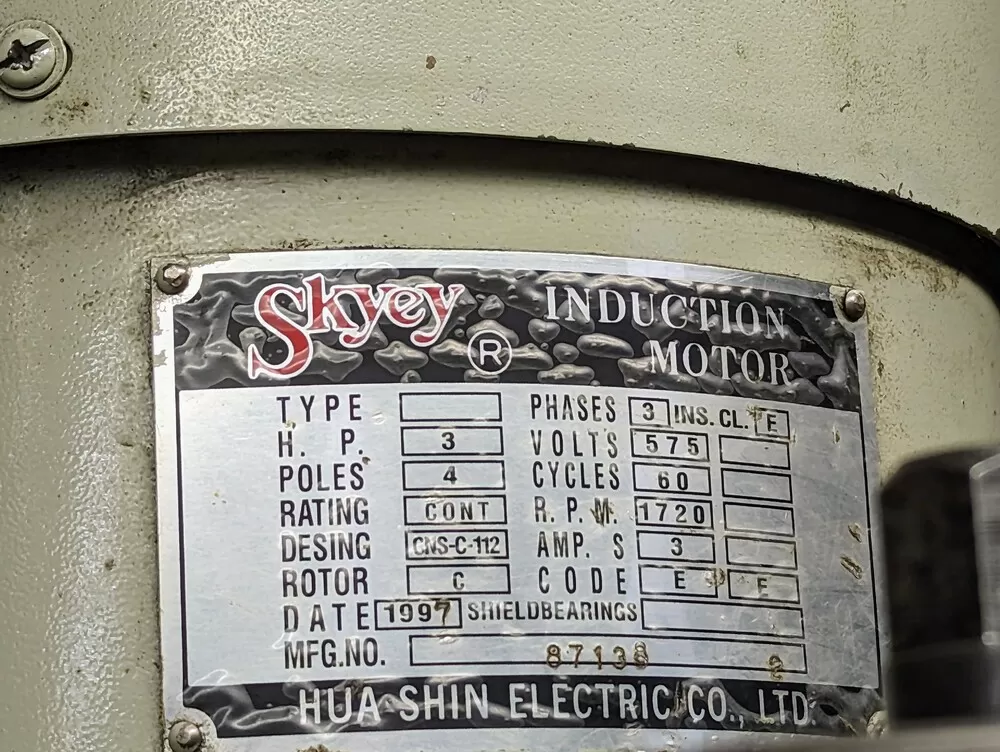 Skyey ® INDUCTION
MOTOR
TYPE PHASES 3 INS. CL. E
H. P. 3 VOLTS 575
POLES 4 CYCLES 60
RATING CONT R. P. M. 1720
DESING CNS-C-112 AMP. S 3
ROTOR C CODE E E
DATE 1997 SHIELDBEARINGS
MFG.NO. 87138 2
HUA-SHIN ELECTRIC CO., LTD.